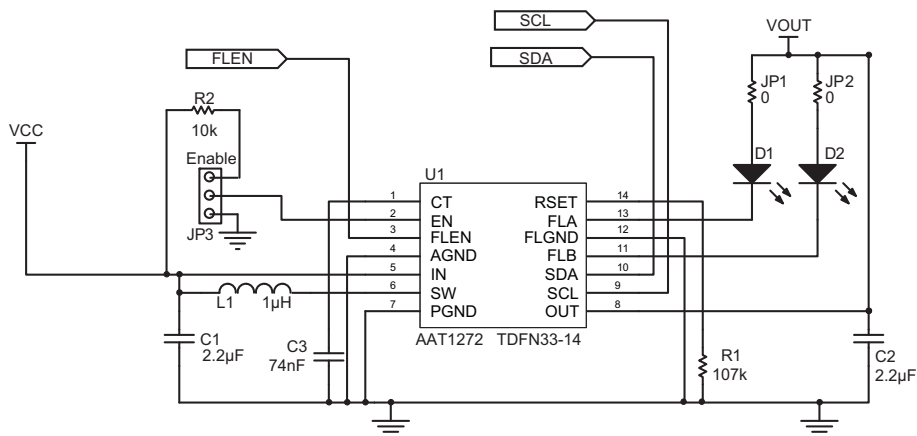 SCL
VOUT
FLEN
SDA
R2
10k
JP1
0
JP2
0
VCC
Enable
JP3
D1
D2
U1
1 CT RSET 14
2 EN FLA 13
3 FLEN FLGND 12
4 AGND FLB 11
5 IN SDA 10
6 SW SCL 9
7 PGND OUT 8
L1 1µH
AAT1272 TDFN33-14
C1
2.2µF
C3
74nF
R1
107k
C2
2.2µF